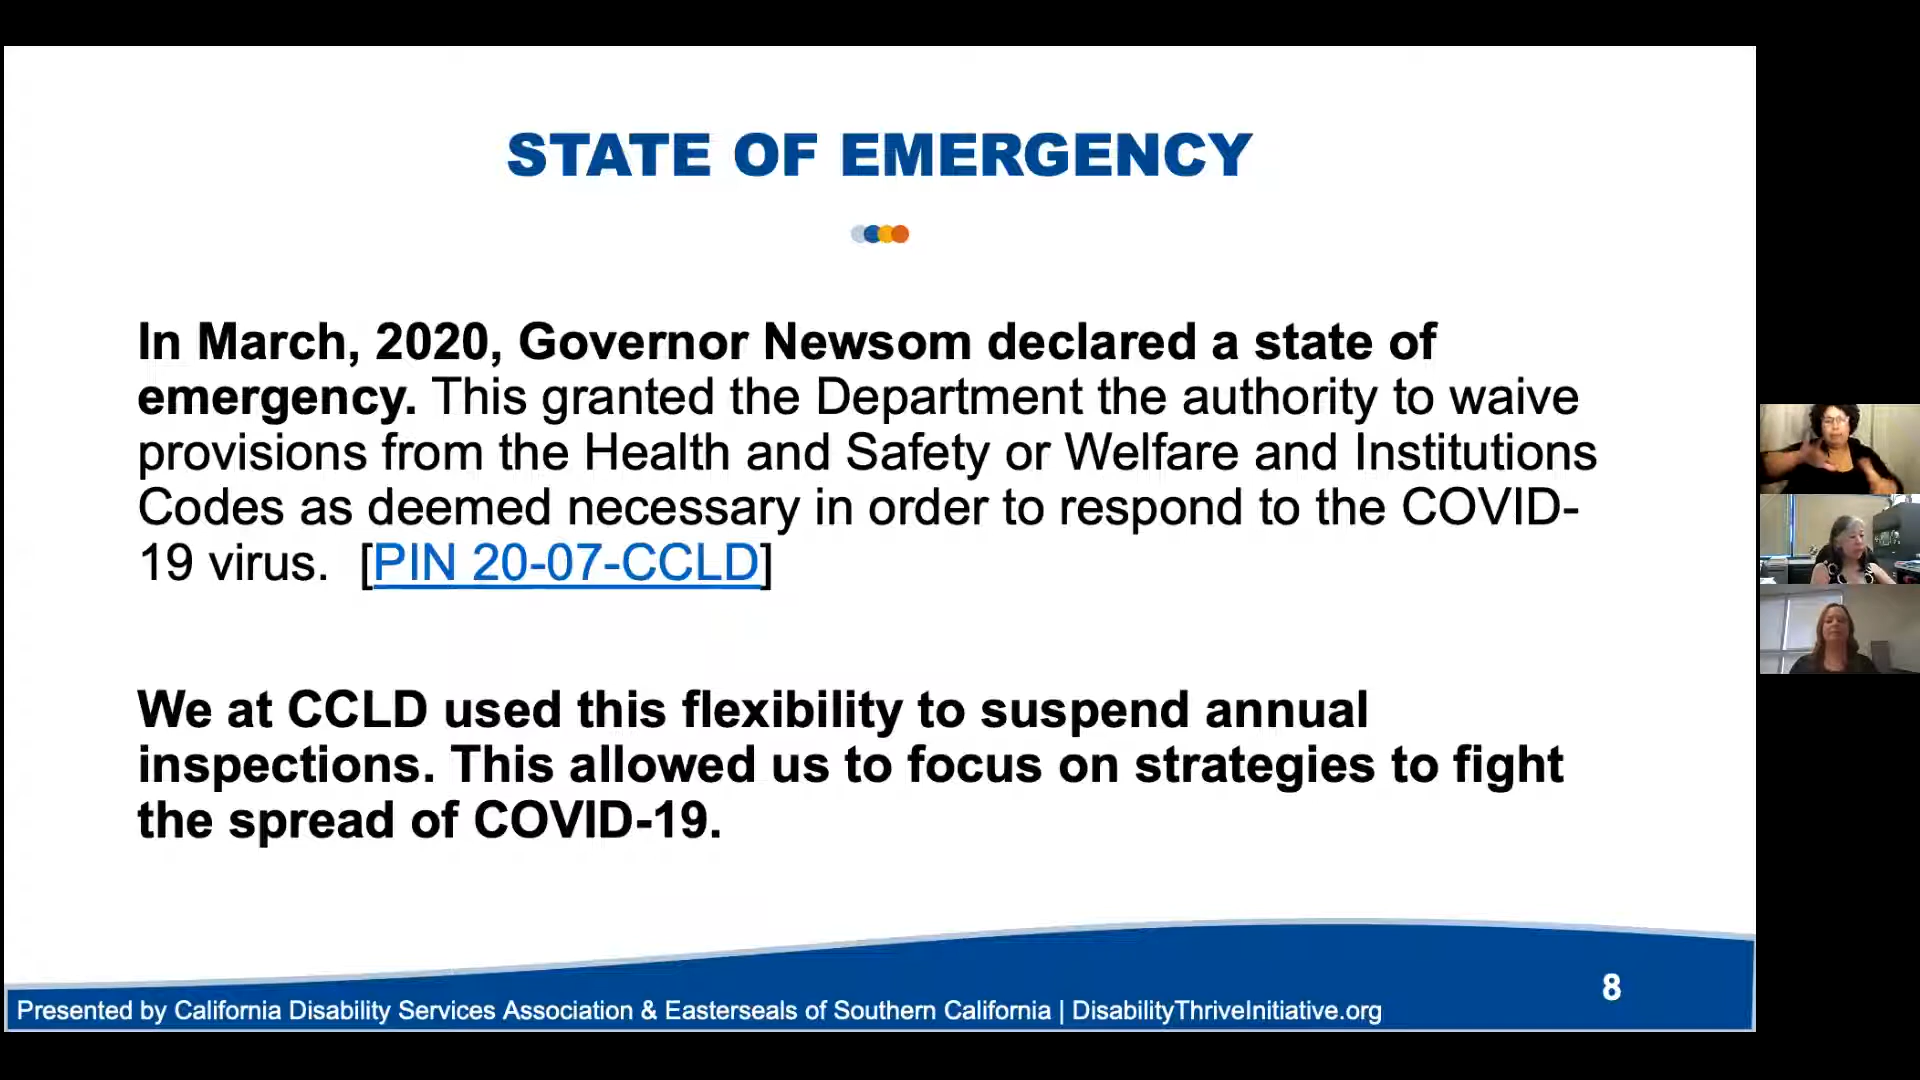 STATE OF EMERGENCY
In March, 2020, Governor Newsom declared a state of
emergency. This granted the Department the authority to waive
provisions from the Health and Safety or Welfare and Institutions
Codes as deemed necessary in order to respond to the COVID-
19 virus. [PIN 20-07-CCLD]
We at CCLD used this flexibility to suspend annual
inspections. This allowed us to focus on strategies to fight
the spread of COVID-19.
8
Presented by California Disability Services Association & Easterseals of Southern California | DisabilityThriveInitiative.org